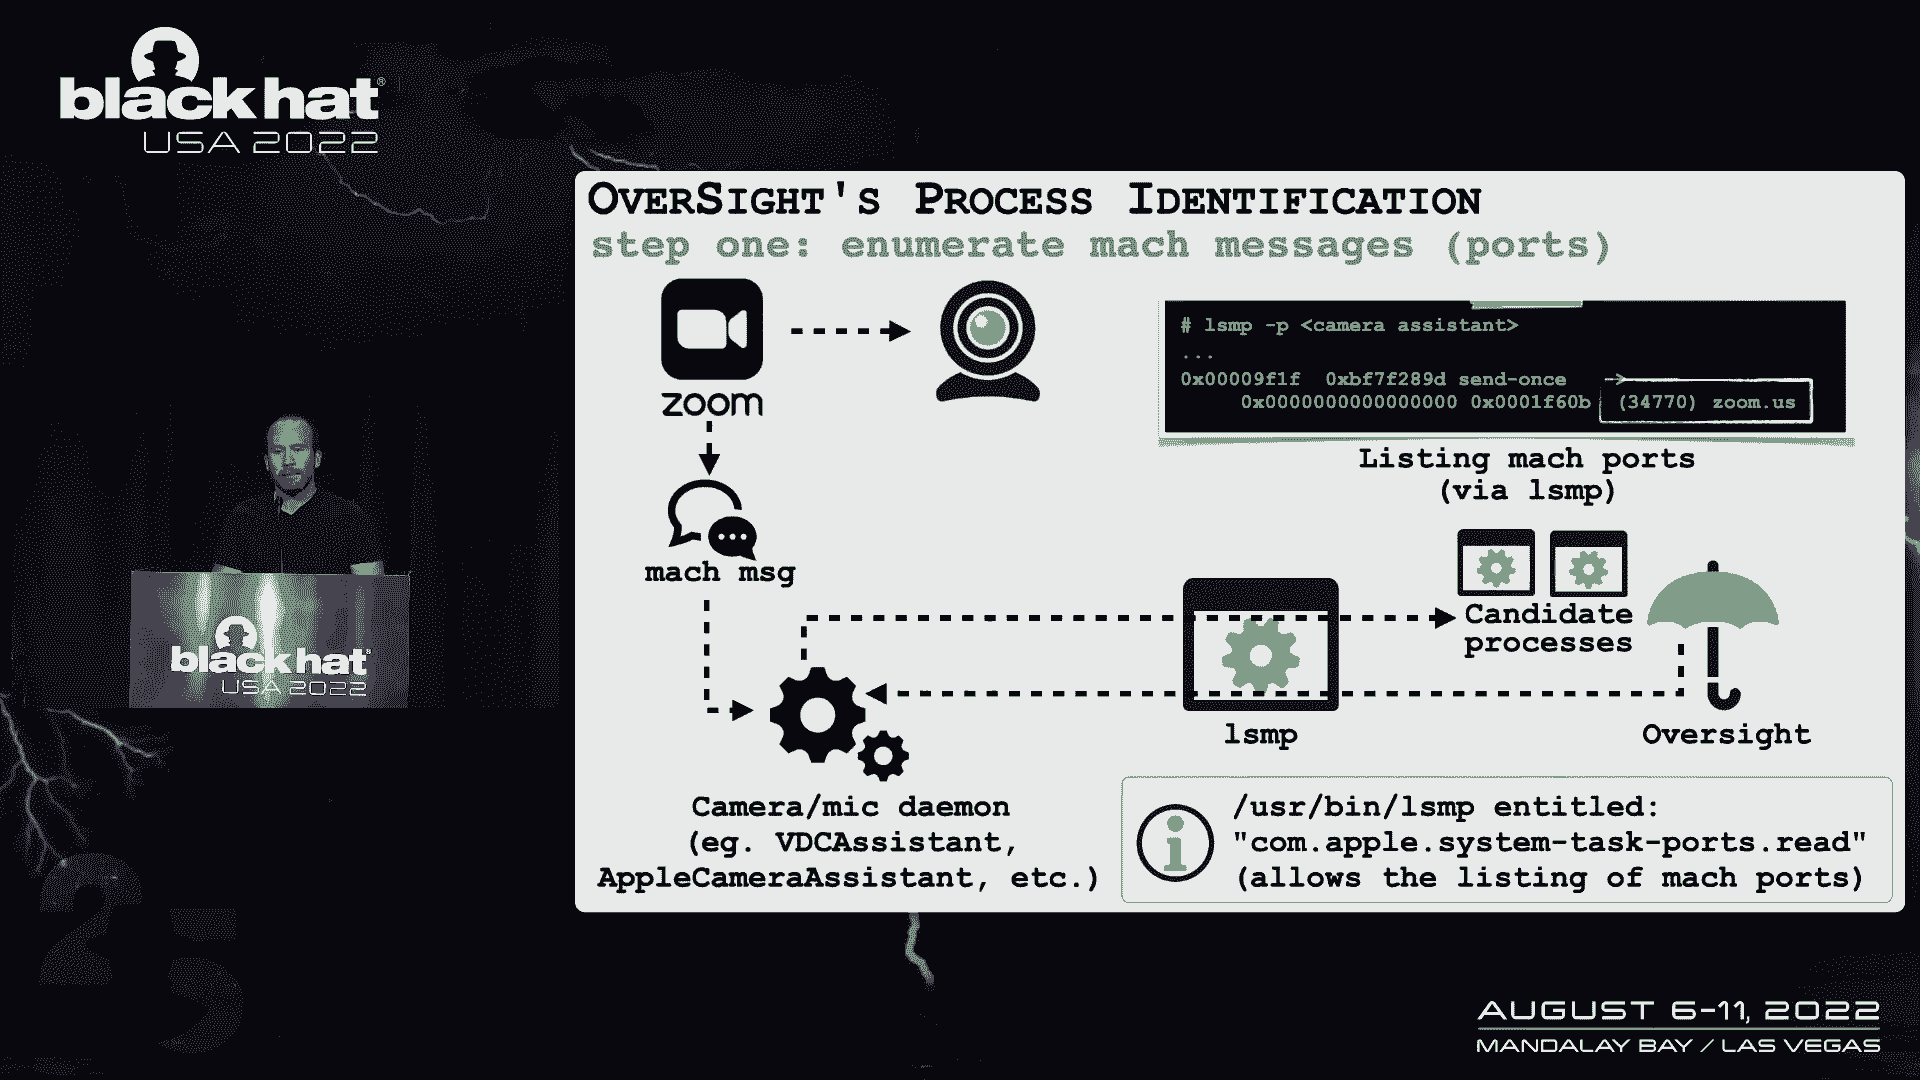 black hat®
USA 2022
OverSight's Process Identification
step one: enumerate mach messages (ports)
zoom
# lsmp -p <camera assistant>
...
0x00009f1f 0xbf7f289d send-once
0x0000000000000000 0x0001f60b (34770) zoom.us
Listing mach ports
(via lsmp)
mach msg
Candidate
processes
lsmp
Oversight
Camera/mic daemon
(eg. VDCAssistant,
AppleCameraAssistant, etc.)
/usr/bin/lsmp entitled:
"com.apple.system-task-ports.read"
(allows the listing of mach ports)
black hat
USA 2022
25
AUGUST 6-11, 2022
MANDALAY BAY / LAS VEGAS